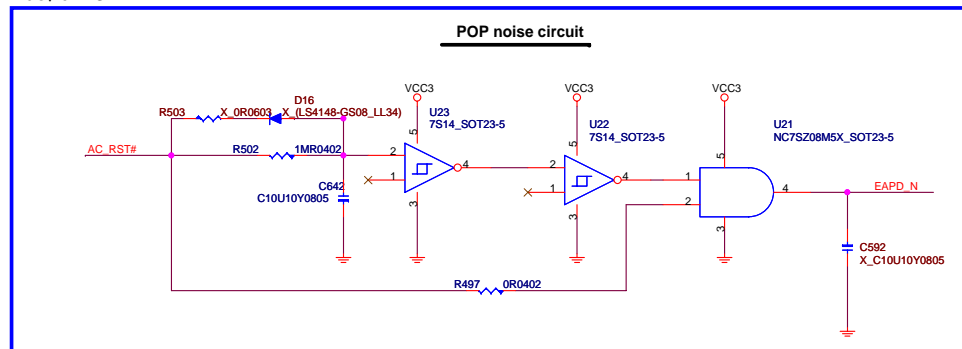 POP noise circuit
VCC3
VCC3
VCC3
D16
R503
X_0R0603
X_(LS4148-GS08_LL34)
U23
7S14_SOT23-5
U22
7S14_SOT23-5
U21
NC7SZ08M5X_SOT23-5
AC_RST#
R502
1MR0402
5
2
4
1
3
5
2
4
1
3
5
1
2
4
3
EAPD_N
C642
C10U10Y0805
C592
X_C10U10Y0805
R497
0R0402